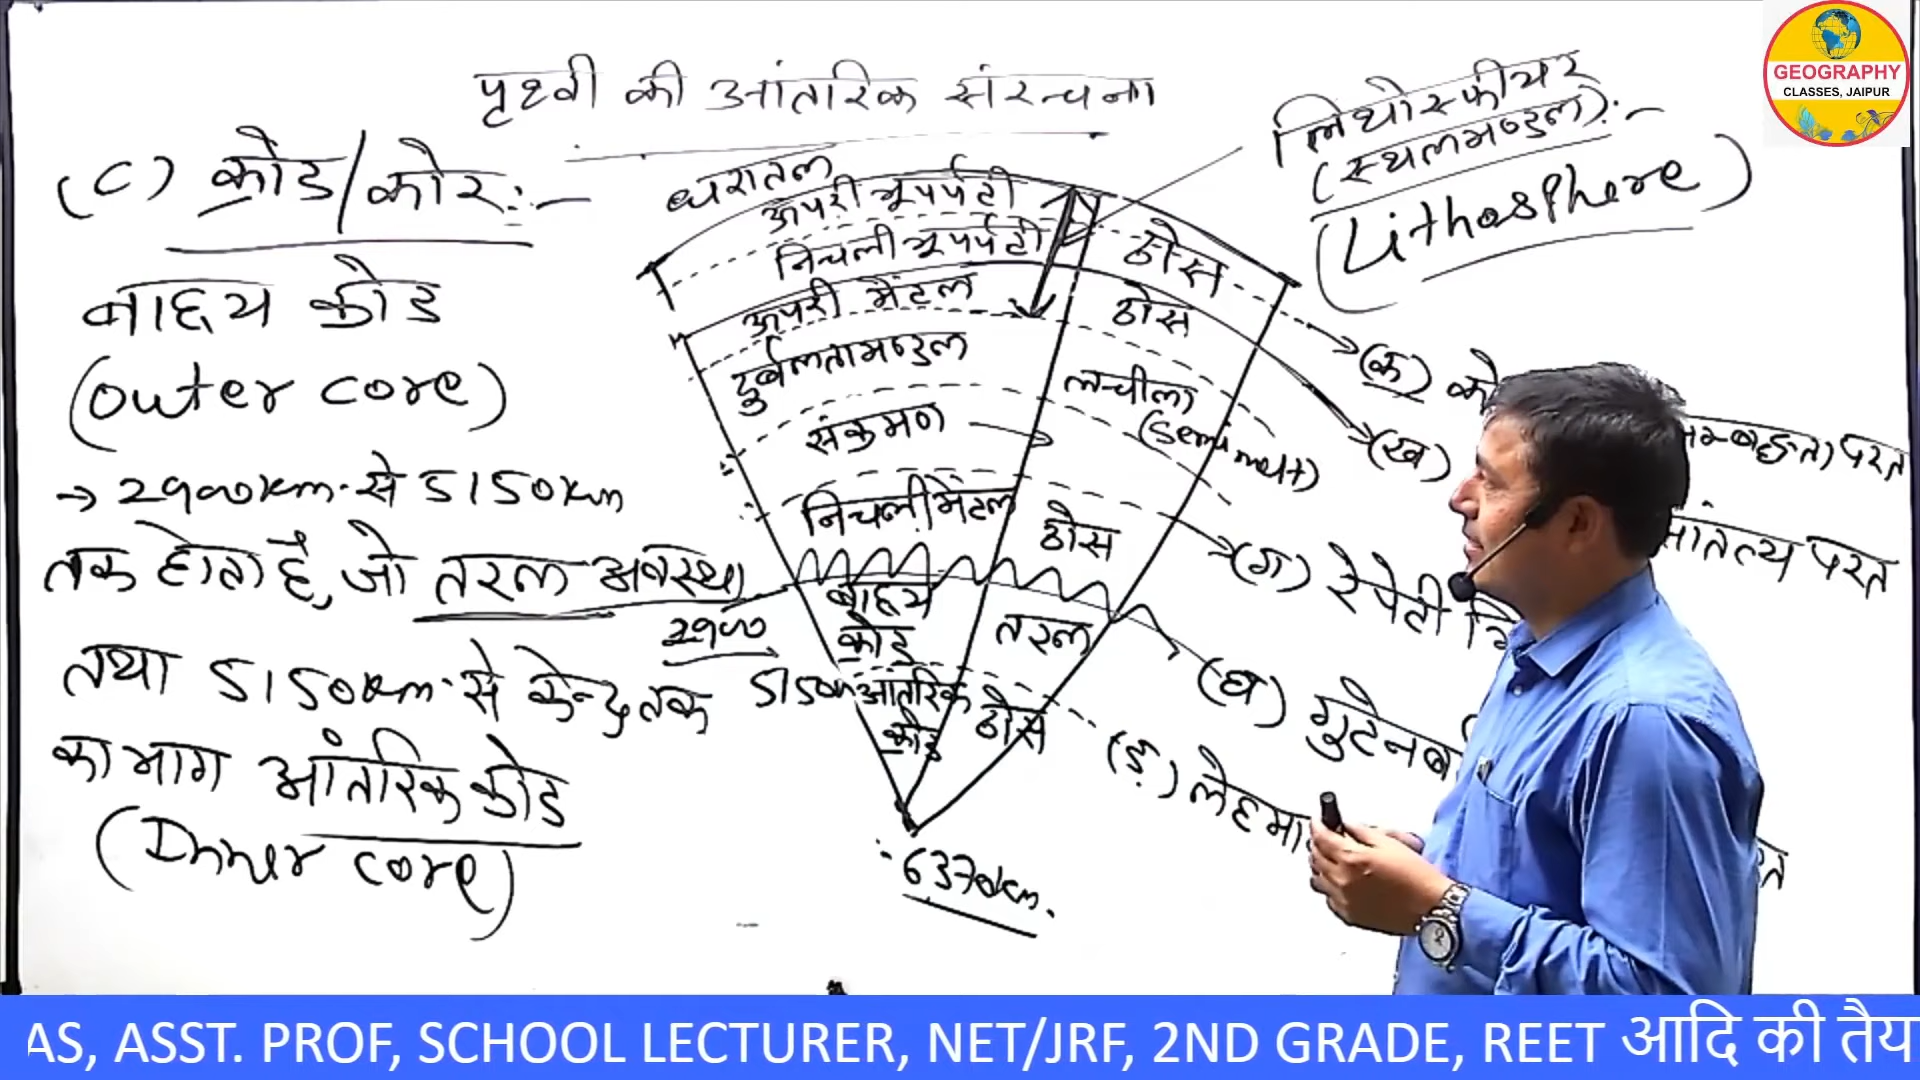 पृथ्वी की आंतरिक संरचना
(C) क्रोड/कोर:-
बाह्य क्रोड
(outer core)
→ 2900km. से 5150km
तक होता है, जो तरल अवस्था
तथा 5150km. से केन्द्र तक
का भाग आंतरिक क्रोड
(Inner core)
धरातल
ऊपरी भूपर्पटी
निचली भूपर्पटी
ठोस
ऊपरी मैंटल
ठोस
दुर्बलतामण्डल
लचीला
(semi melt)
संक्रमण
निचली मैंटल
ठोस
2900
बाह्य
क्रोड
तरल
5150km
आंतरिक
क्रोड
ठोस
6370km.
लिथोस्फीयर
(स्थलमण्डल):-
(Lithosphere)
(क)
(ख)
(ग) रेपेटी
(घ) गुटेनब
(ङ) लेहमा
परत
परत
GEOGRAPHY
CLASSES, JAIPUR
AS, ASST. PROF, SCHOOL LECTURER, NET/JRF, 2ND GRADE, REET आदि की तैय